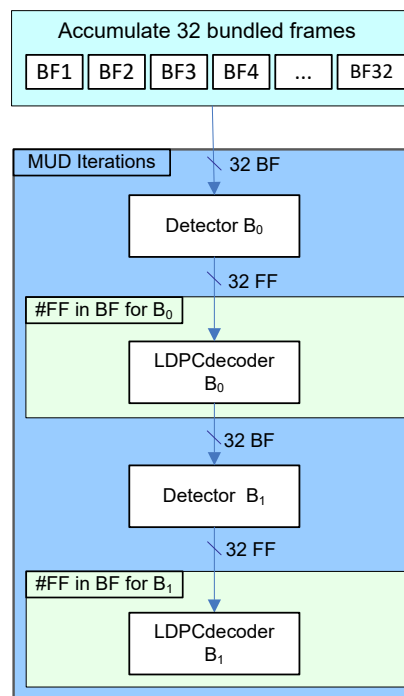 Accumulate 32 bundled frames
BF1 BF2 BF3 BF4 ... BF32
MUD Iterations
32 BF
Detector B₀
32 FF
#FF in BF for B₀
LDPCdecoder
B₀
32 BF
Detector B₁
32 FF
#FF in BF for B₁
LDPCdecoder
B₁